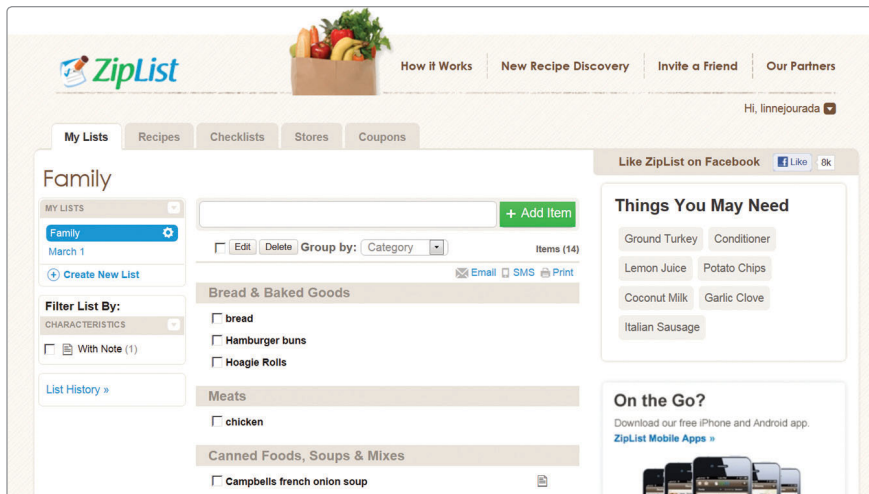 ZipList
How it Works
New Recipe Discovery
Invite a Friend
Our Partners
Hi, linnejourada
My Lists
Recipes
Checklists
Stores
Coupons
Like ZipList on Facebook
Like
8k
Family
MY LISTS
Family
March 1
Create New List
Filter List By:
CHARACTERISTICS
With Note (1)
List History »
+ Add Item
Edit
Delete
Group by:
Category
Items (14)
Email
SMS
Print
Bread & Baked Goods
bread
Hamburger buns
Hoagie Rolls
Meats
chicken
Canned Foods, Soups & Mixes
Campbells french onion soup
Things You May Need
Ground Turkey
Conditioner
Lemon Juice
Potato Chips
Coconut Milk
Garlic Clove
Italian Sausage
On the Go?
Download our free iPhone and Android app.
ZipList Mobile Apps »